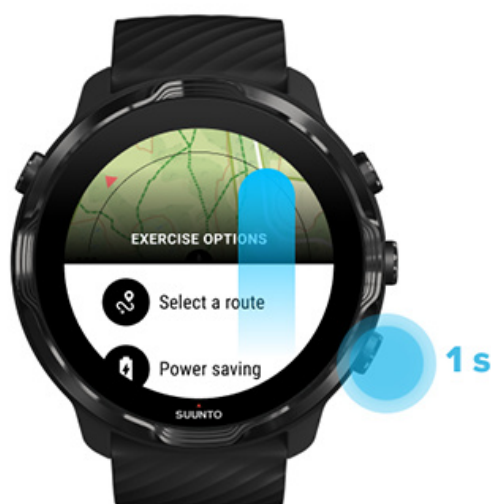 EXERCISE OPTIONS
Select a route
Power saving
SUUNTO
1 s